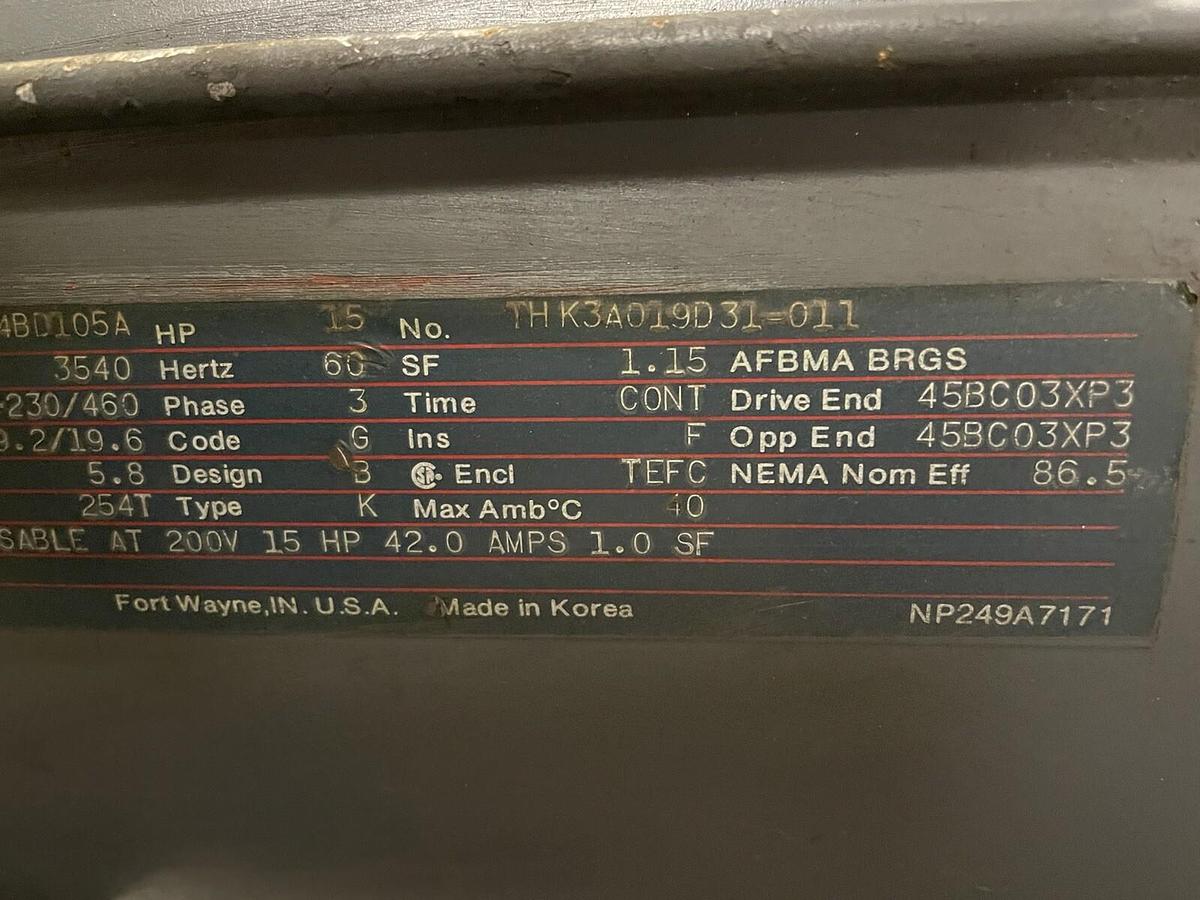 4BD105A HP 15 No. THK3A019D31-011
3540 Hertz 60 SF 1.15 AFBMA BRGS
-230/460 Phase 3 Time CONT Drive End 45BC03XP3
9.2/19.6 Code G Ins F Opp End 45BC03XP3
5.8 Design B Encl TEFC NEMA Nom Eff 86.5
254T Type K Max Amb°C 40
SABLE AT 200V 15 HP 42.0 AMPS 1.0 SF
Fort Wayne, IN. U.S.A. Made in Korea NP249A7171